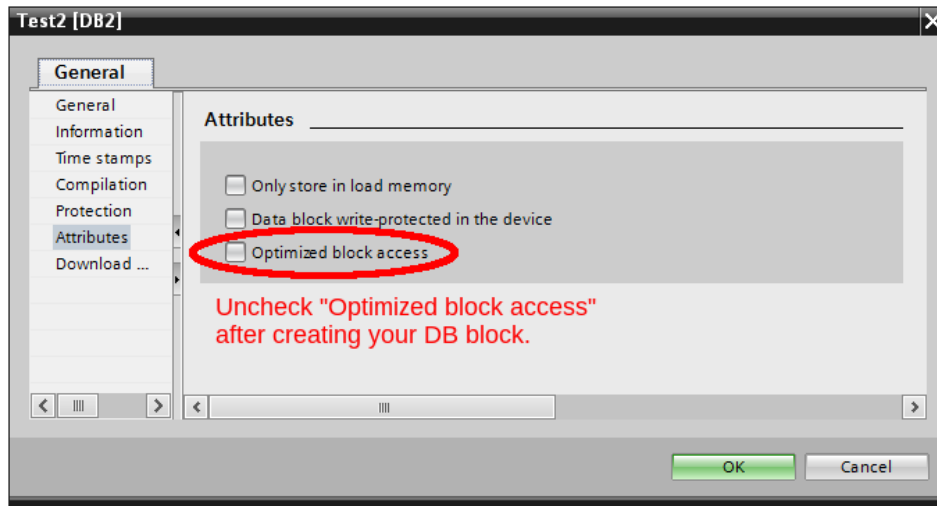 Test2 [DB2]
General
General
Information
Time stamps
Compilation
Protection
Attributes
Download ...
Attributes
Only store in load memory
Data block write-protected in the device
Optimized block access
Uncheck "Optimized block access"
after creating your DB block.
OK
Cancel